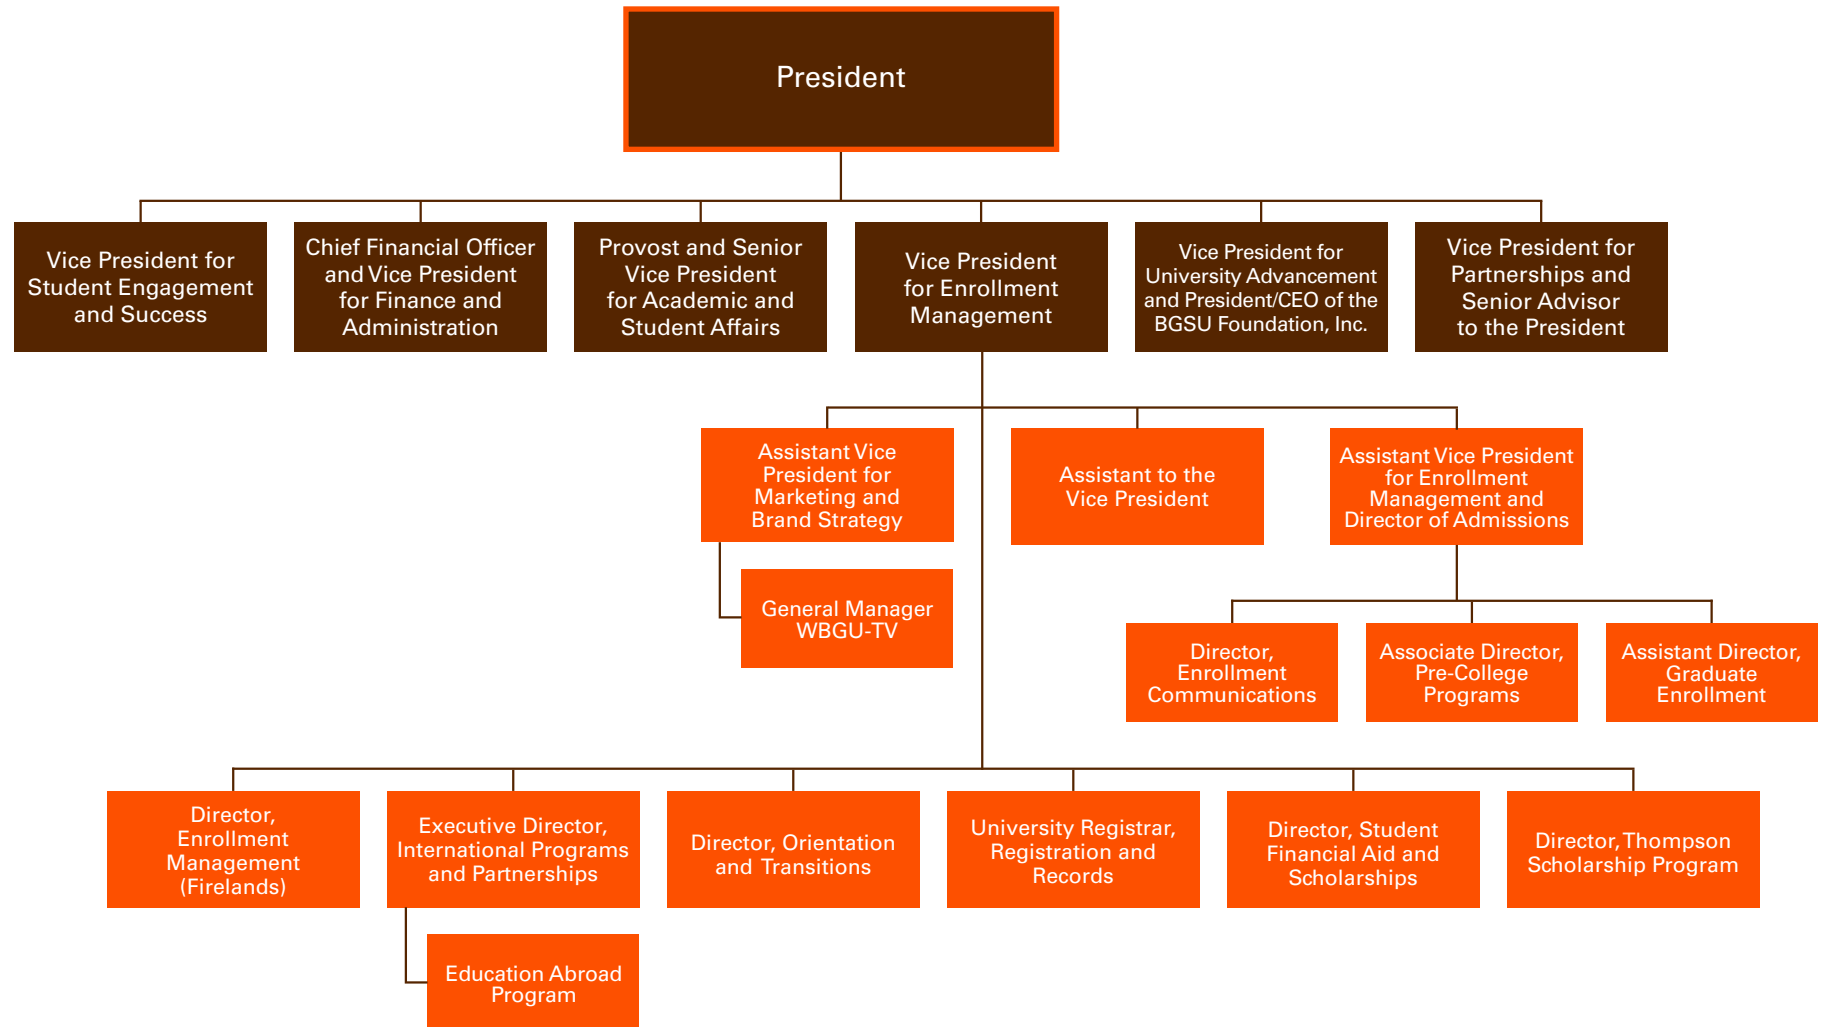 President
Vice President for
Student Engagement
and Success
Chief Financial Officer
and Vice President
for Finance and
Administration
Provost and Senior
Vice President
for Academic and
Student Affairs
Vice President
for Enrollment
Management
Vice President for
University Advancement
and President/CEO of the
BGSU Foundation, Inc.
Vice President for
Partnerships and
Senior Advisor
to the President
Assistant Vice
President for
Marketing and
Brand Strategy
Assistant to the
Vice President
Assistant Vice President
for Enrollment
Management and
Director of Admissions
General Manager
WBGU-TV
Director,
Enrollment
Communications
Associate Director,
Pre-College
Programs
Assistant Director,
Graduate
Enrollment
Director,
Enrollment
Management
(Firelands)
Executive Director,
International Programs
and Partnerships
Director, Orientation
and Transitions
University Registrar,
Registration and
Records
Director, Student
Financial Aid and
Scholarships
Director, Thompson
Scholarship Program
Education Abroad
Program